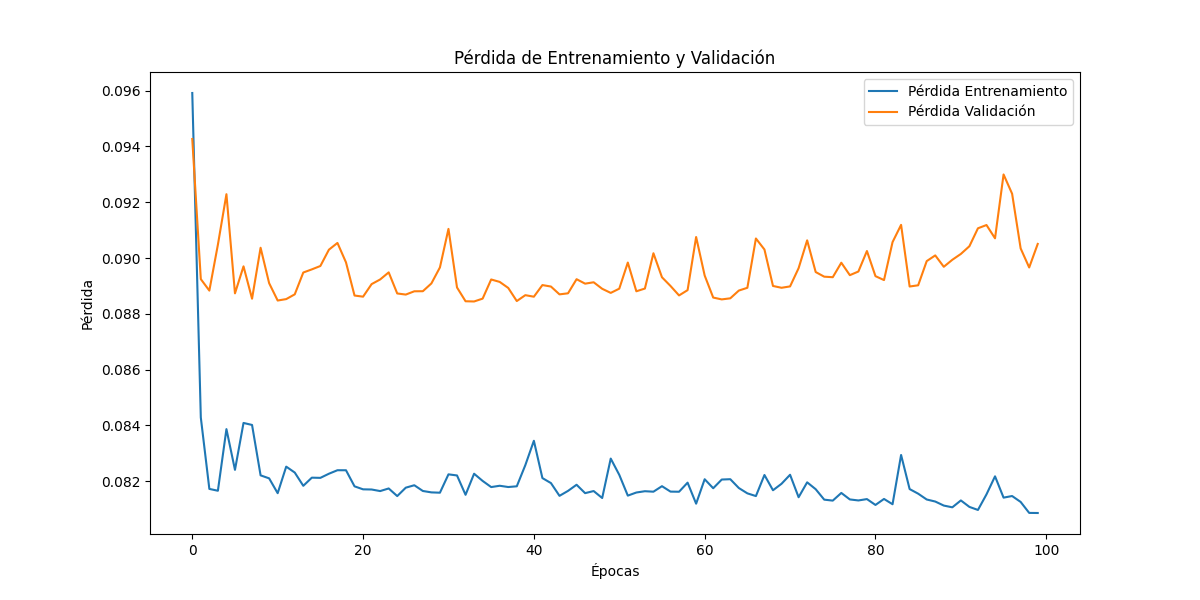 Pérdida de Entrenamiento y Validación
Pérdida Entrenamiento
Pérdida Validación
0.096
0.094
0.092
0.090
0.088
0.086
0.084
0.082
Pérdida
0 20 40 60 80 100
Épocas